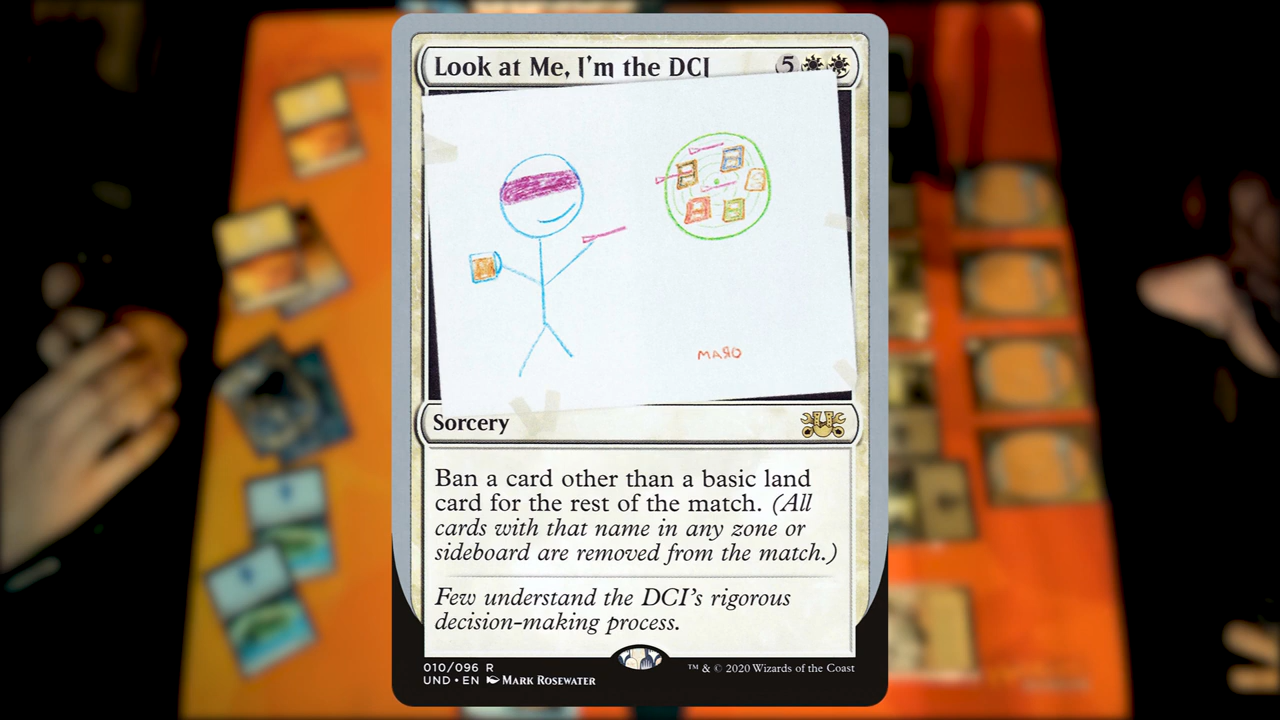 Look at Me, I'm the DCI 5
MAЯO
Sorcery
Ban a card other than a basic land
card for the rest of the match. (All
cards with that name in any zone or
sideboard are removed from the match.)
Few understand the DCI's rigorous
decision-making process.
010/096 R
™ & © 2020 Wizards of the Coast
UND • EN Mark Rosewater